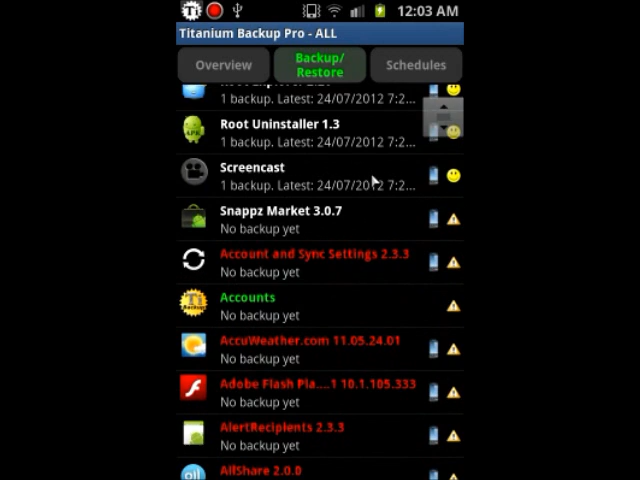 12:03 AM
Titanium Backup Pro - ALL
Overview
Backup/
Restore
Schedules
1 backup. Latest: 24/07/2012 7:2...
Root Uninstaller 1.3
1 backup. Latest: 24/07/2012 7:2...
Screencast
1 backup. Latest: 24/07/2012 7:2...
Snappz Market 3.0.7
No backup yet
Account and Sync Settings 2.3.3
No backup yet
Accounts
No backup yet
AccuWeather.com 11.05.24.01
No backup yet
Adobe Flash Pla....1 10.1.105.333
No backup yet
AlertRecipients 2.3.3
No backup yet
AllShare 2.0.0